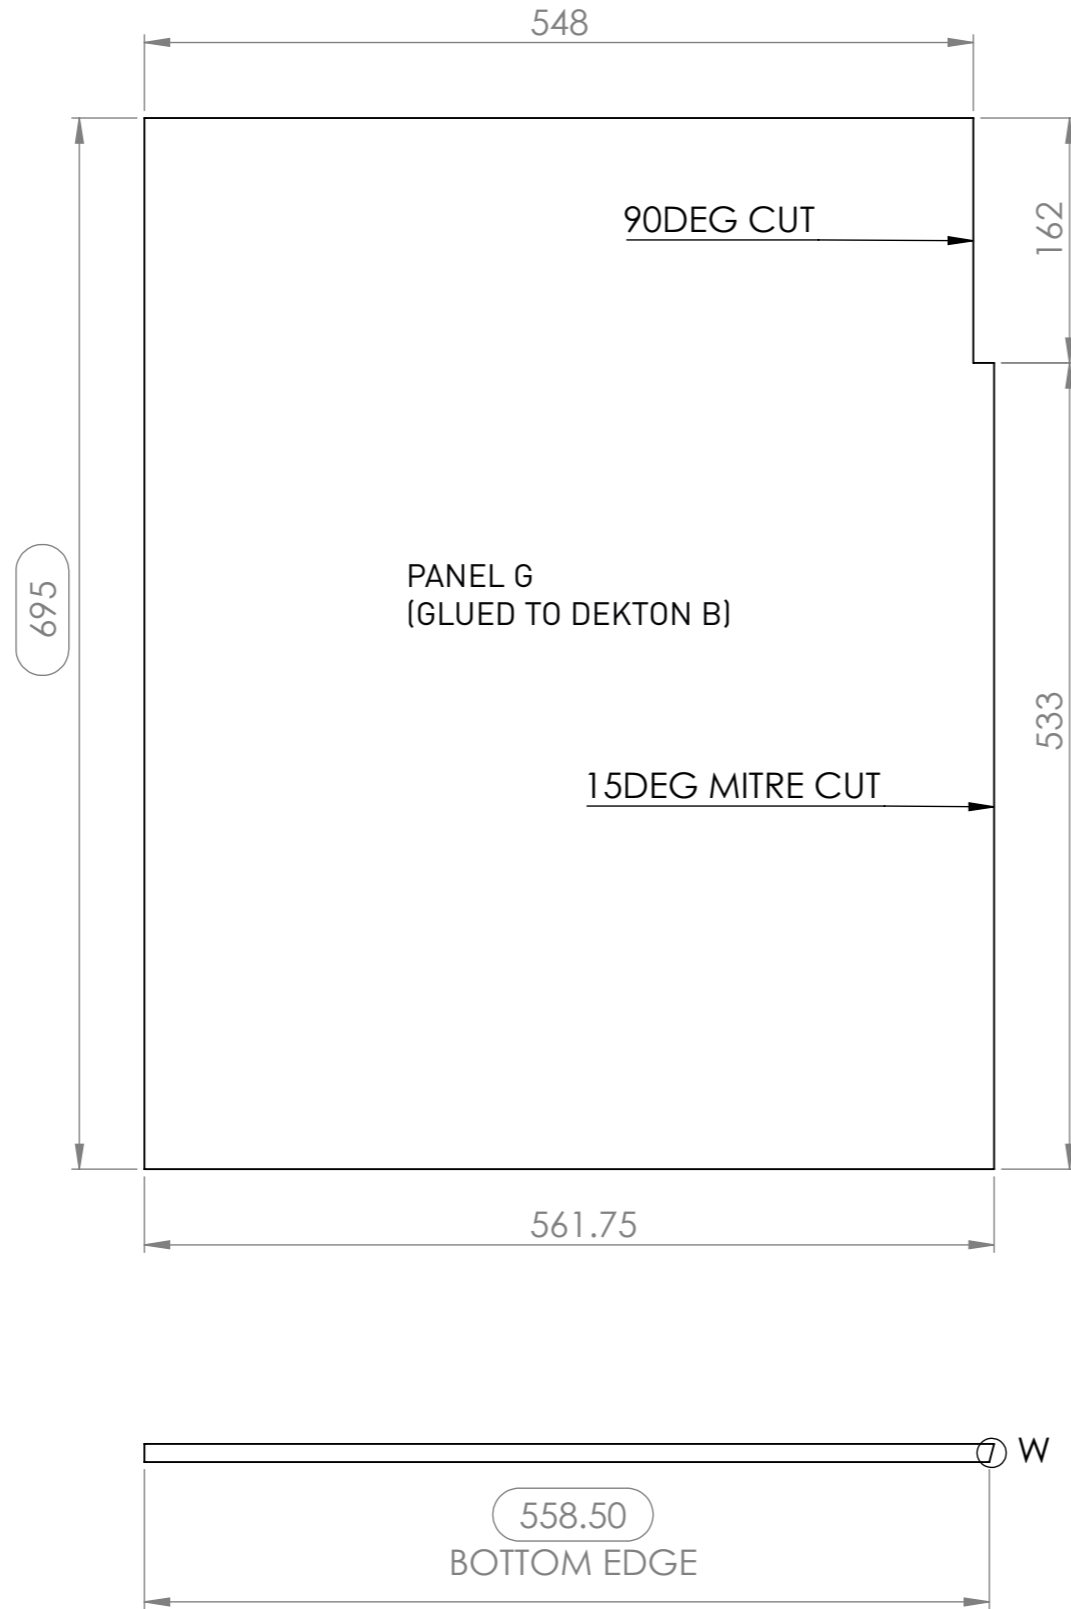 548
90DEG CUT
162
PANEL G
(GLUED TO DEKTON B)
695
533
15DEG MITRE CUT
561.75
W
558.50
BOTTOM EDGE